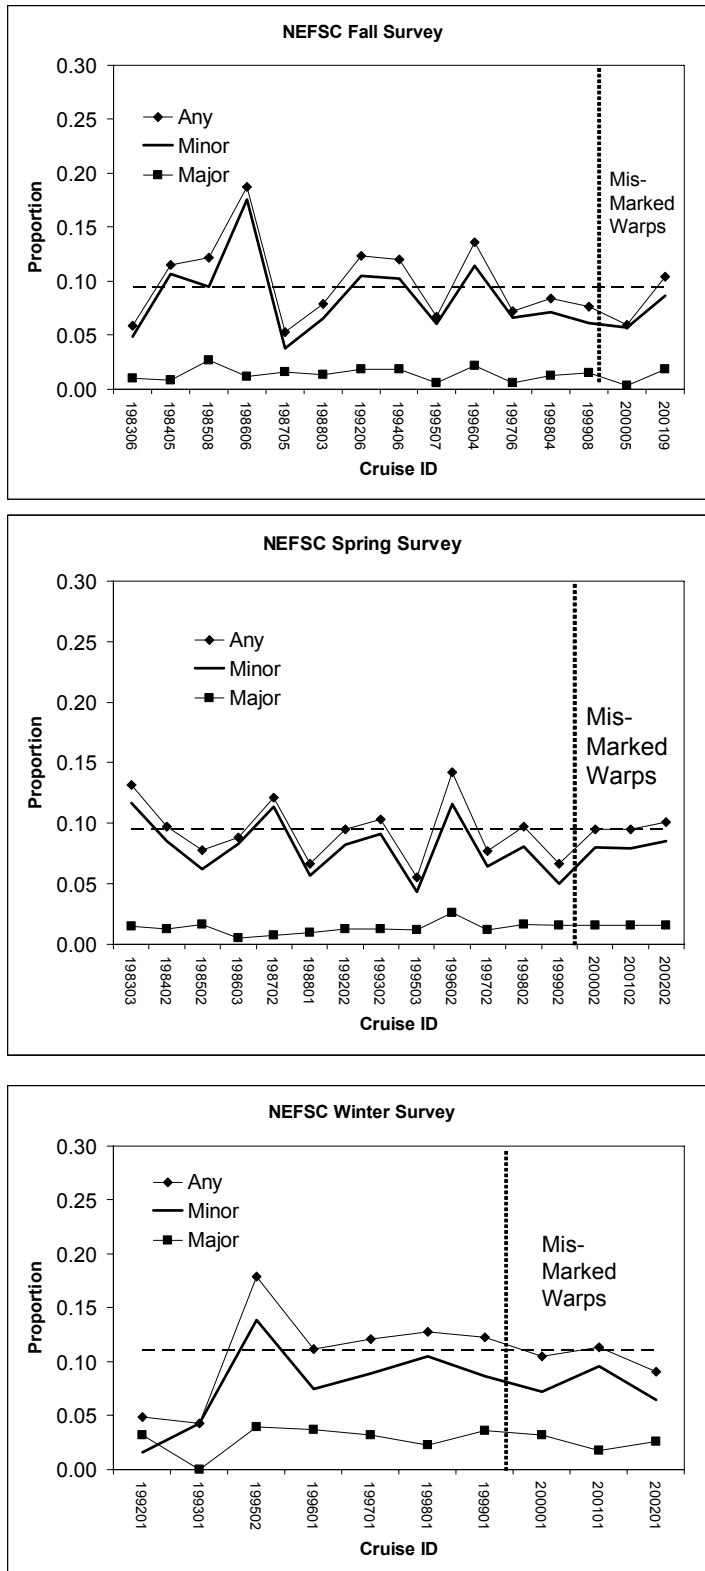 NEFSC Fall Survey
0.30
0.25
0.20
0.15
0.10
0.05
0.00
Proportion
Any
Minor
Major
Mis-
Marked
Warps
198306
198405
198508
198606
198705
198803
199206
199406
199507
199604
199706
199804
199908
200005
200109
Cruise ID
NEFSC Spring Survey
0.30
0.25
0.20
0.15
0.10
0.05
0.00
Proportion
Any
Minor
Major
Mis-
Marked
Warps
198303
198402
198502
198603
198702
198801
199202
199302
199503
199602
199702
199802
199902
200002
200102
200202
Cruise ID
NEFSC Winter Survey
0.30
0.25
0.20
0.15
0.10
0.05
0.00
Proportion
Any
Minor
Major
Mis-
Marked
Warps
199201
199301
199502
199601
199701
199801
199901
200001
200101
200201
Cruise ID